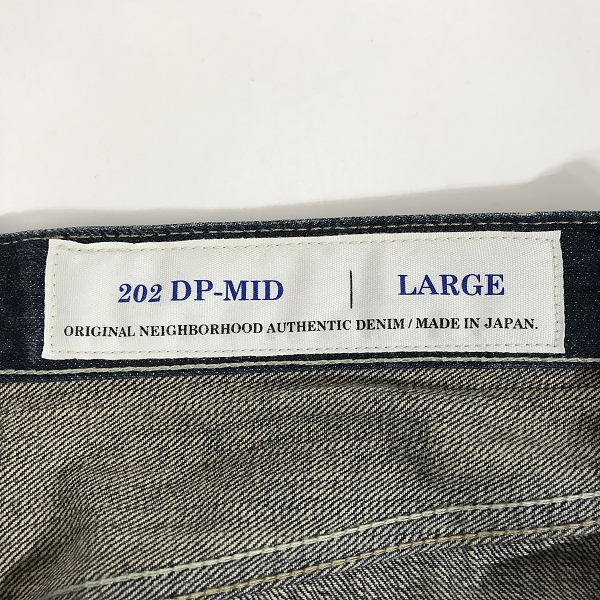 202 DP-MID | LARGE
ORIGINAL NEIGHBORHOOD AUTHENTIC DENIM / MADE IN JAPAN.